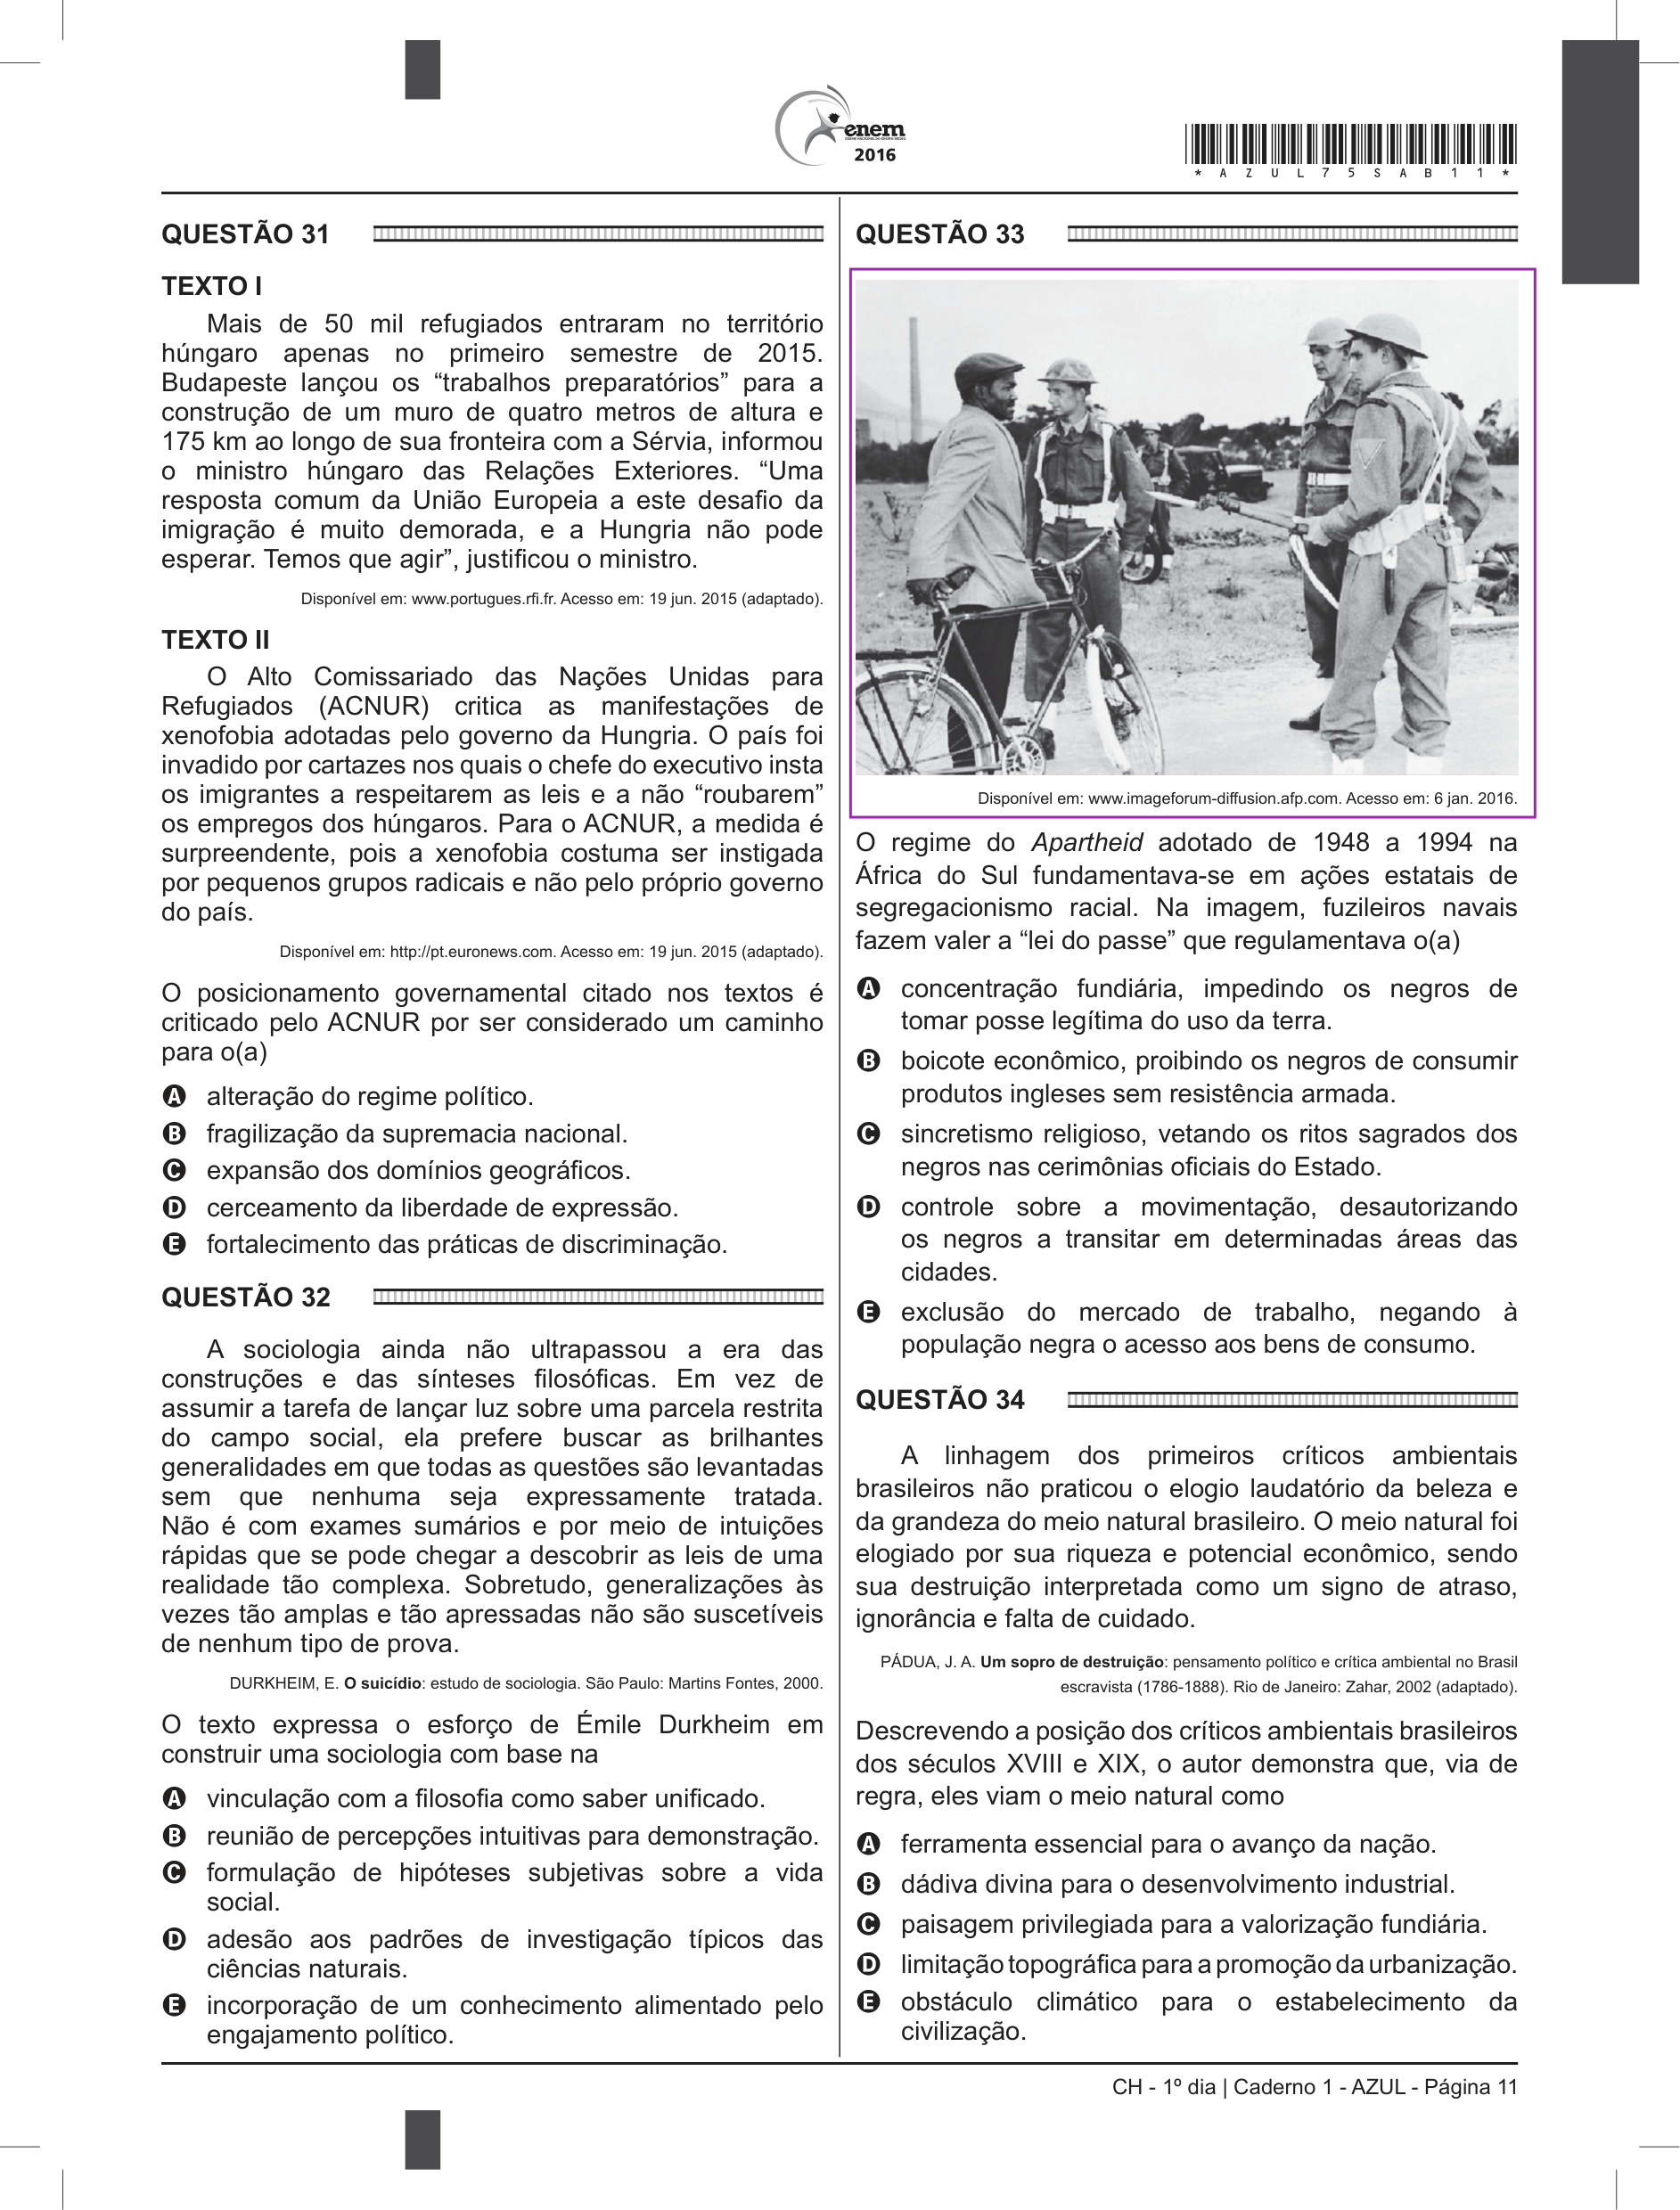 enem
2016
*AZUL75SAB11*
QUESTÃO 31
TEXTO I
Mais de 50 mil refugiados entraram no território
húngaro apenas no primeiro semestre de 2015.
Budapeste lançou os “trabalhos preparatórios” para a
construção de um muro de quatro metros de altura e
175 km ao longo de sua fronteira com a Sérvia, informou
o ministro húngaro das Relações Exteriores. “Uma
resposta comum da União Europeia a este desafio da
imigração é muito demorada, e a Hungria não pode
esperar. Temos que agir”, justificou o ministro.
Disponível em: www.portugues.rfi.fr. Acesso em: 19 jun. 2015 (adaptado).
TEXTO II
O Alto Comissariado das Nações Unidas para
Refugiados (ACNUR) critica as manifestações de
xenofobia adotadas pelo governo da Hungria. O país foi
invadido por cartazes nos quais o chefe do executivo insta
os imigrantes a respeitarem as leis e a não “roubarem”
os empregos dos húngaros. Para o ACNUR, a medida é
surpreendente, pois a xenofobia costuma ser instigada
por pequenos grupos radicais e não pelo próprio governo
do país.
Disponível em: http://pt.euronews.com. Acesso em: 19 jun. 2015 (adaptado).
O posicionamento governamental citado nos textos é
criticado pelo ACNUR por ser considerado um caminho
para o(a)
A alteração do regime político.
B fragilização da supremacia nacional.
C expansão dos domínios geográficos.
D cerceamento da liberdade de expressão.
E fortalecimento das práticas de discriminação.
QUESTÃO 32
A sociologia ainda não ultrapassou a era das
construções e das sínteses filosóficas. Em vez de
assumir a tarefa de lançar luz sobre uma parcela restrita
do campo social, ela prefere buscar as brilhantes
generalidades em que todas as questões são levantadas
sem que nenhuma seja expressamente tratada.
Não é com exames sumários e por meio de intuições
rápidas que se pode chegar a descobrir as leis de uma
realidade tão complexa. Sobretudo, generalizações às
vezes tão amplas e tão apressadas não são suscetíveis
de nenhum tipo de prova.
DURKHEIM, E. O suicídio: estudo de sociologia. São Paulo: Martins Fontes, 2000.
O texto expressa o esforço de Émile Durkheim em
construir uma sociologia com base na
A vinculação com a filosofia como saber unificado.
B reunião de percepções intuitivas para demonstração.
C formulação de hipóteses subjetivas sobre a vida
social.
D adesão aos padrões de investigação típicos das
ciências naturais.
E incorporação de um conhecimento alimentado pelo
engajamento político.
QUESTÃO 33
Disponível em: www.imageforum-diffusion.afp.com. Acesso em: 6 jan. 2016.
O regime do Apartheid adotado de 1948 a 1994 na
África do Sul fundamentava-se em ações estatais de
segregacionismo racial. Na imagem, fuzileiros navais
fazem valer a “lei do passe” que regulamentava o(a)
A concentração fundiária, impedindo os negros de
tomar posse legítima do uso da terra.
B boicote econômico, proibindo os negros de consumir
produtos ingleses sem resistência armada.
C sincretismo religioso, vetando os ritos sagrados dos
negros nas cerimônias oficiais do Estado.
D controle sobre a movimentação, desautorizando
os negros a transitar em determinadas áreas das
cidades.
E exclusão do mercado de trabalho, negando à
população negra o acesso aos bens de consumo.
QUESTÃO 34
A linhagem dos primeiros críticos ambientais
brasileiros não praticou o elogio laudatório da beleza e
da grandeza do meio natural brasileiro. O meio natural foi
elogiado por sua riqueza e potencial econômico, sendo
sua destruição interpretada como um signo de atraso,
ignorância e falta de cuidado.
PÁDUA, J. A. Um sopro de destruição: pensamento político e crítica ambiental no Brasil
escravista (1786-1888). Rio de Janeiro: Zahar, 2002 (adaptado).
Descrevendo a posição dos críticos ambientais brasileiros
dos séculos XVIII e XIX, o autor demonstra que, via de
regra, eles viam o meio natural como
A ferramenta essencial para o avanço da nação.
B dádiva divina para o desenvolvimento industrial.
C paisagem privilegiada para a valorização fundiária.
D limitação topográfica para a promoção da urbanização.
E obstáculo climático para o estabelecimento da
civilização.
CH - 1º dia | Caderno 1 - AZUL - Página 11